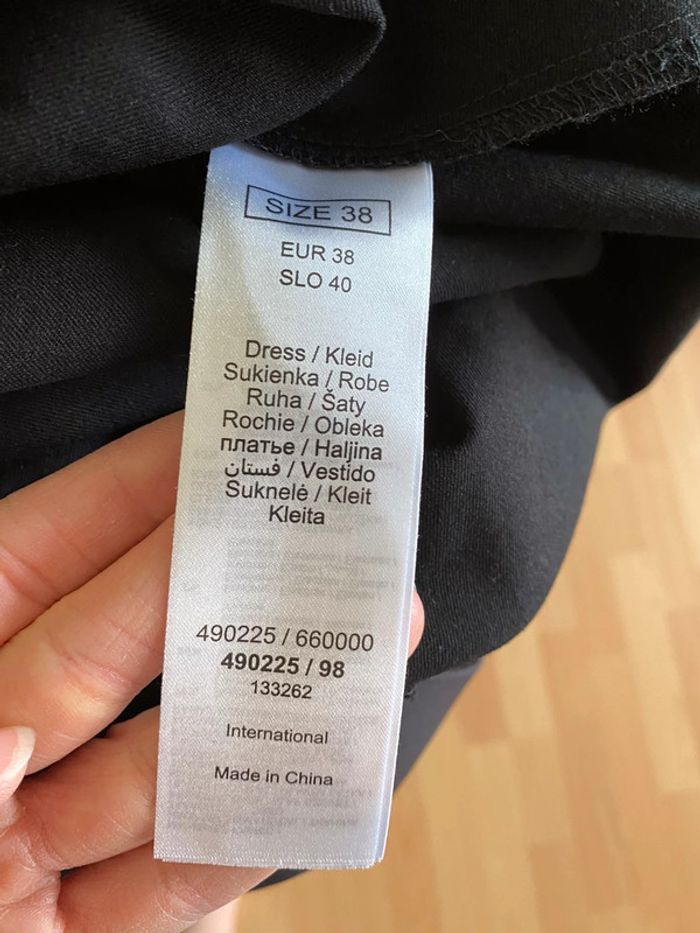 SIZE 38
EUR 38
SLO 40
Dress / Kleid
Sukienka / Robe
Ruha / Šaty
Rochie / Obleka
платье / Haljina
فستان / Vestido
Suknelė / Kleit
Kleita
490225 / 660000
490225 / 98
133262
International
Made in China